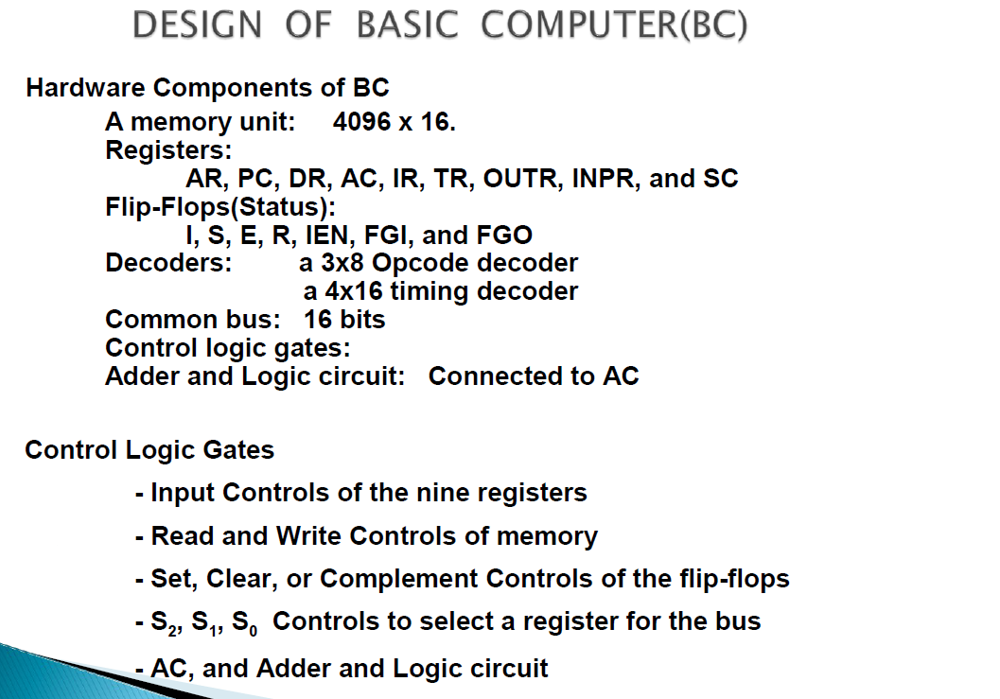 DESIGN OF BASIC COMPUTER(BC)
Hardware Components of BC
A memory unit: 4096 x 16.
Registers:
AR, PC, DR, AC, IR, TR, OUTR, INPR, and SC
Flip-Flops(Status):
I, S, E, R, IEN, FGI, and FGO
Decoders: a 3x8 Opcode decoder
a 4x16 timing decoder
Common bus: 16 bits
Control logic gates:
Adder and Logic circuit: Connected to AC
Control Logic Gates
- Input Controls of the nine registers
- Read and Write Controls of memory
- Set, Clear, or Complement Controls of the flip-flops
- S₂, S₁, S₀ Controls to select a register for the bus
- AC, and Adder and Logic circuit